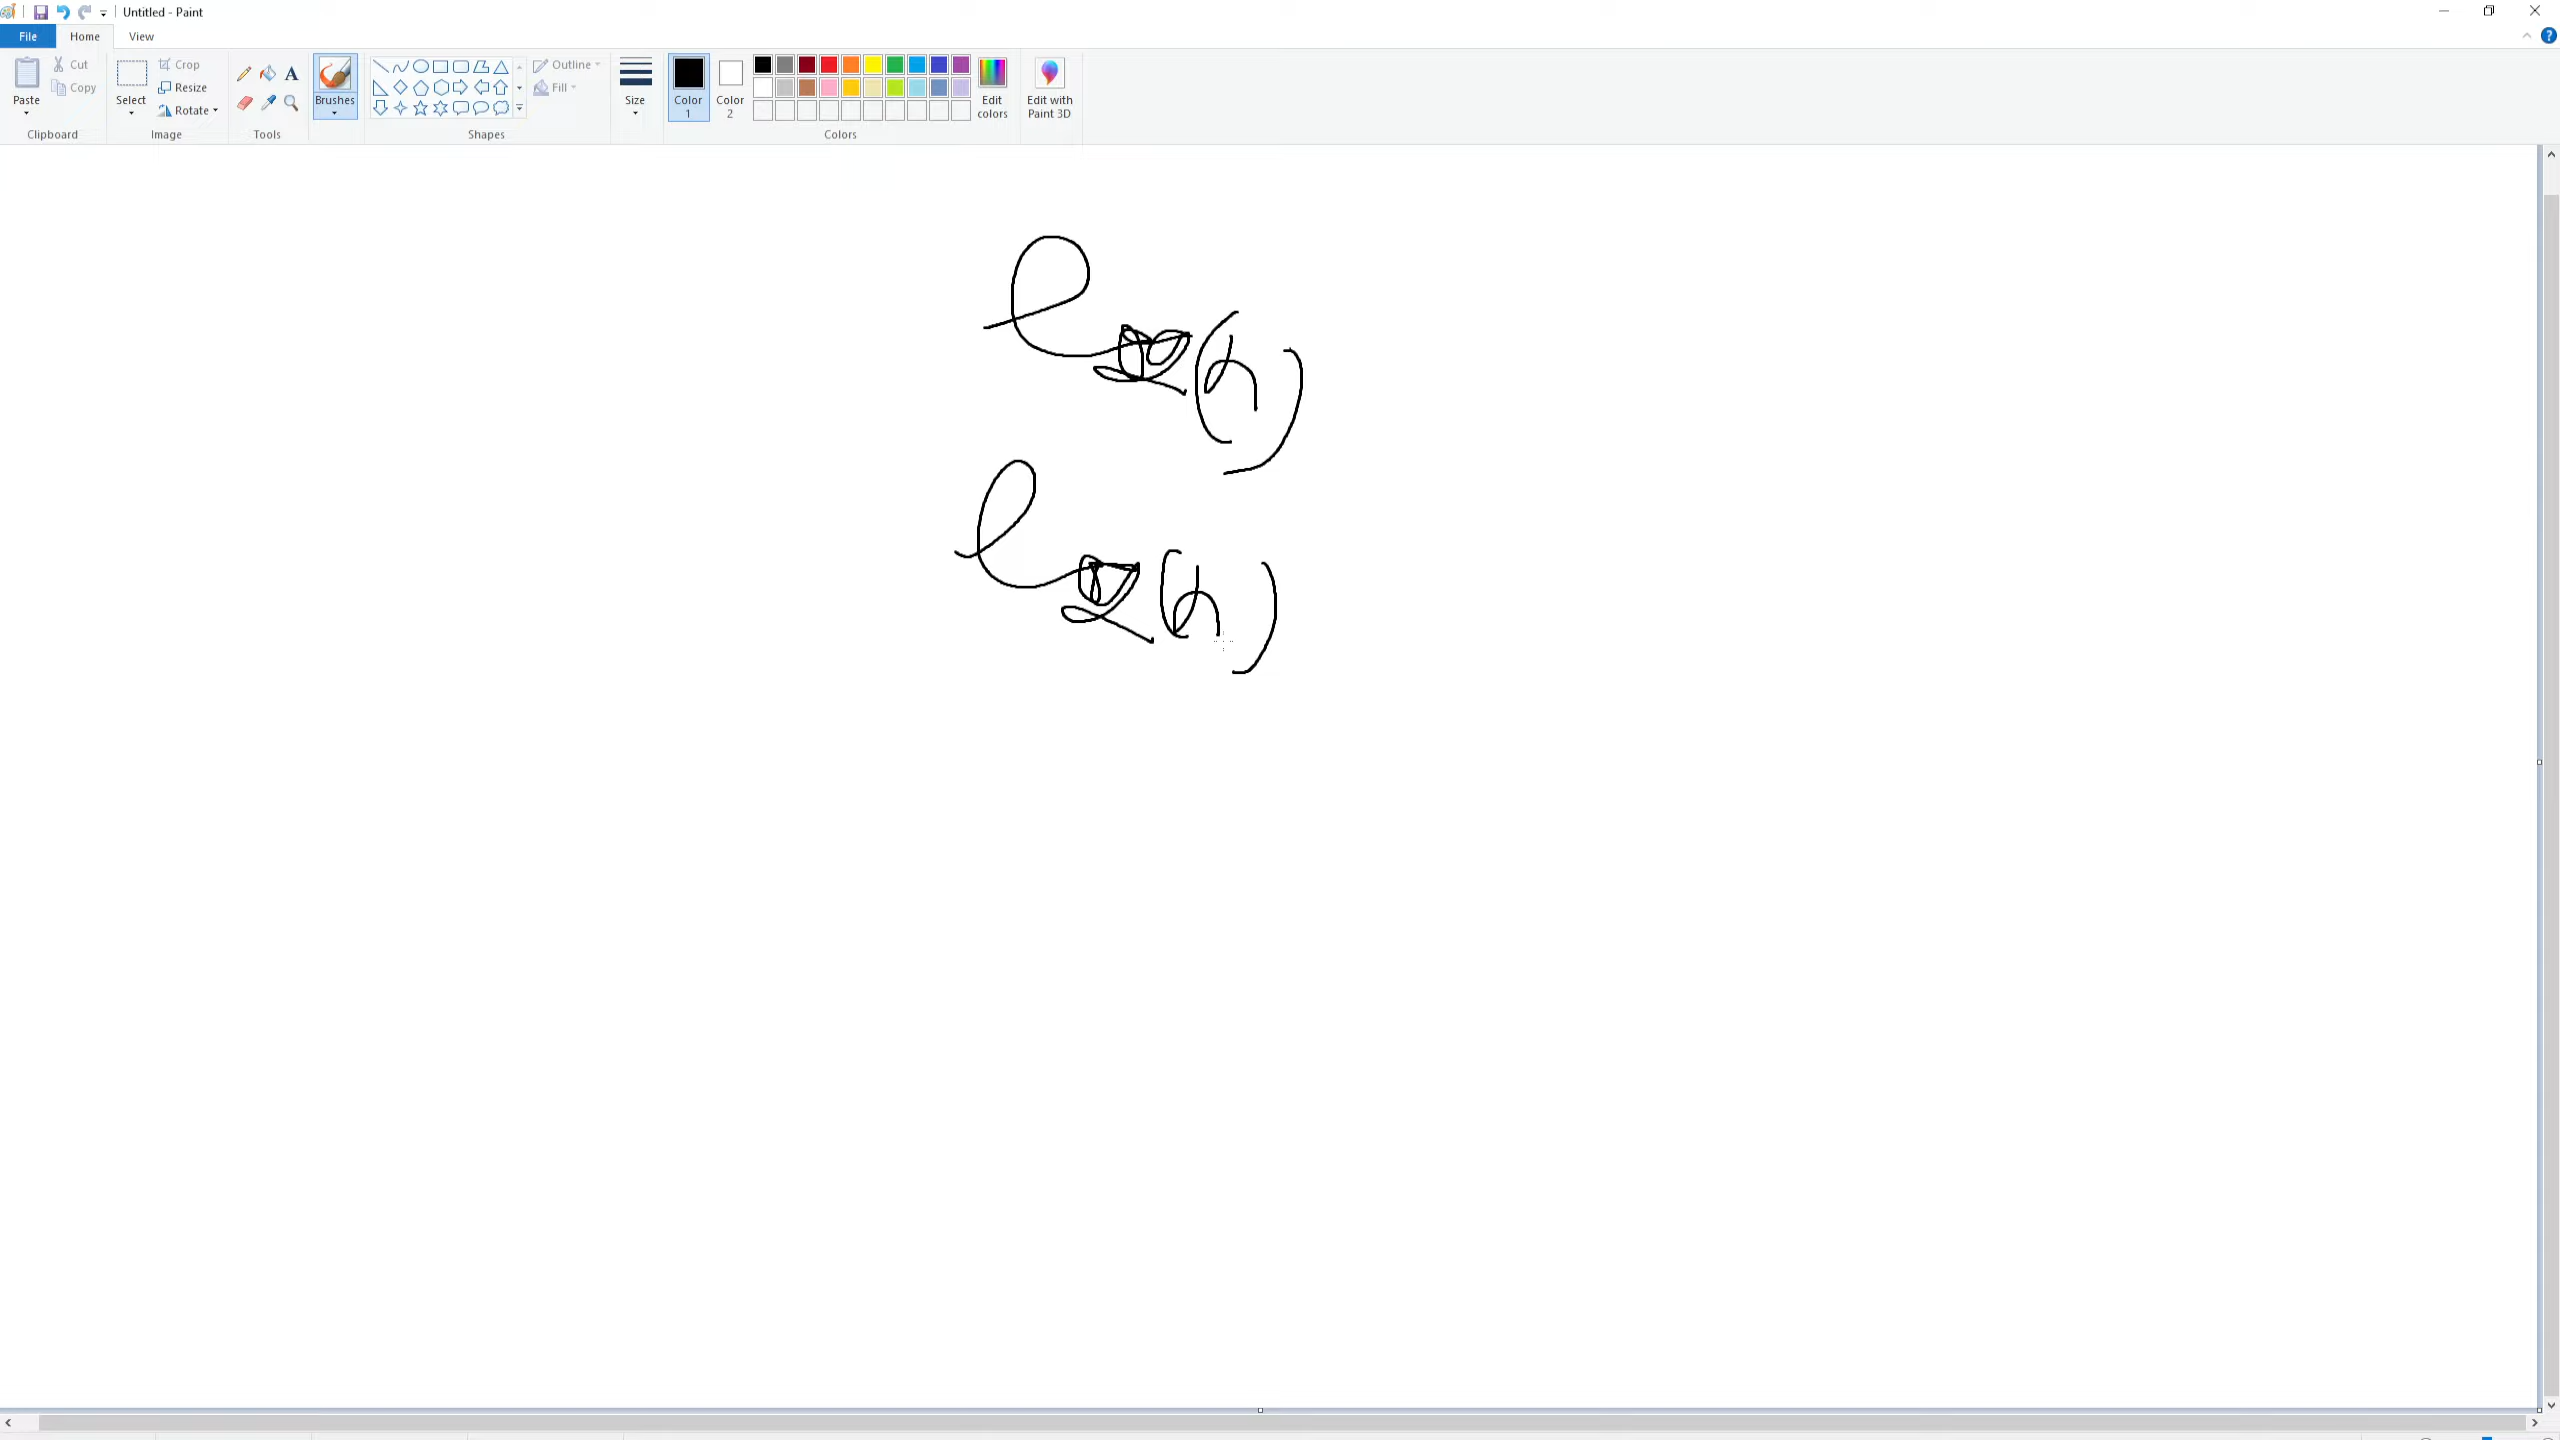 Untitled - Paint
File Home View
Paste
Cut
Copy
Clipboard
Select
Crop
Resize
Rotate
Image
A
Tools
Brushes
Outline
Fill
Shapes
Size
Color 1
Color 2
Edit colors
Colors
Edit with Paint 3D
log(n)
log(n)